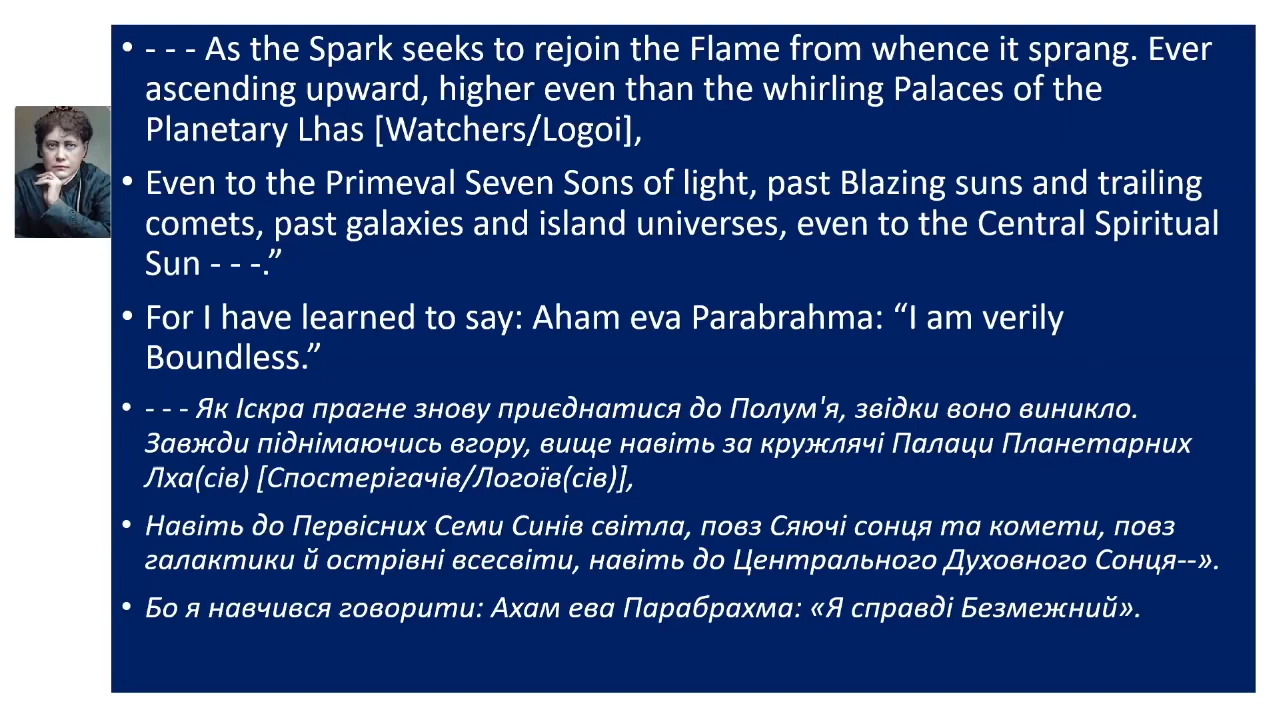 • - - - As the Spark seeks to rejoin the Flame from whence it sprang. Ever
ascending upward, higher even than the whirling Palaces of the
Planetary Lhas [Watchers/Logoi],
• Even to the Primeval Seven Sons of light, past Blazing suns and trailing
comets, past galaxies and island universes, even to the Central Spiritual
Sun - - -.”
• For I have learned to say: Aham eva Parabrahma: “I am verily
Boundless.”
• - - - Як Іскра прагне знову приєднатися до Полум'я, звідки воно виникло.
Завжди піднімаючись вгору, вище навіть за кружлячі Палаци Планетарних
Лха(сів) [Спостерігачів/Логоїв(сів)],
• Навіть до Первісних Семи Синів світла, повз Сяючі сонця та комети, повз
галактики й острівні всесвіти, навіть до Центрального Духовного Сонця--».
• Бо я навчився говорити: Ахам ева Парабрахма: «Я справді Безмежний».